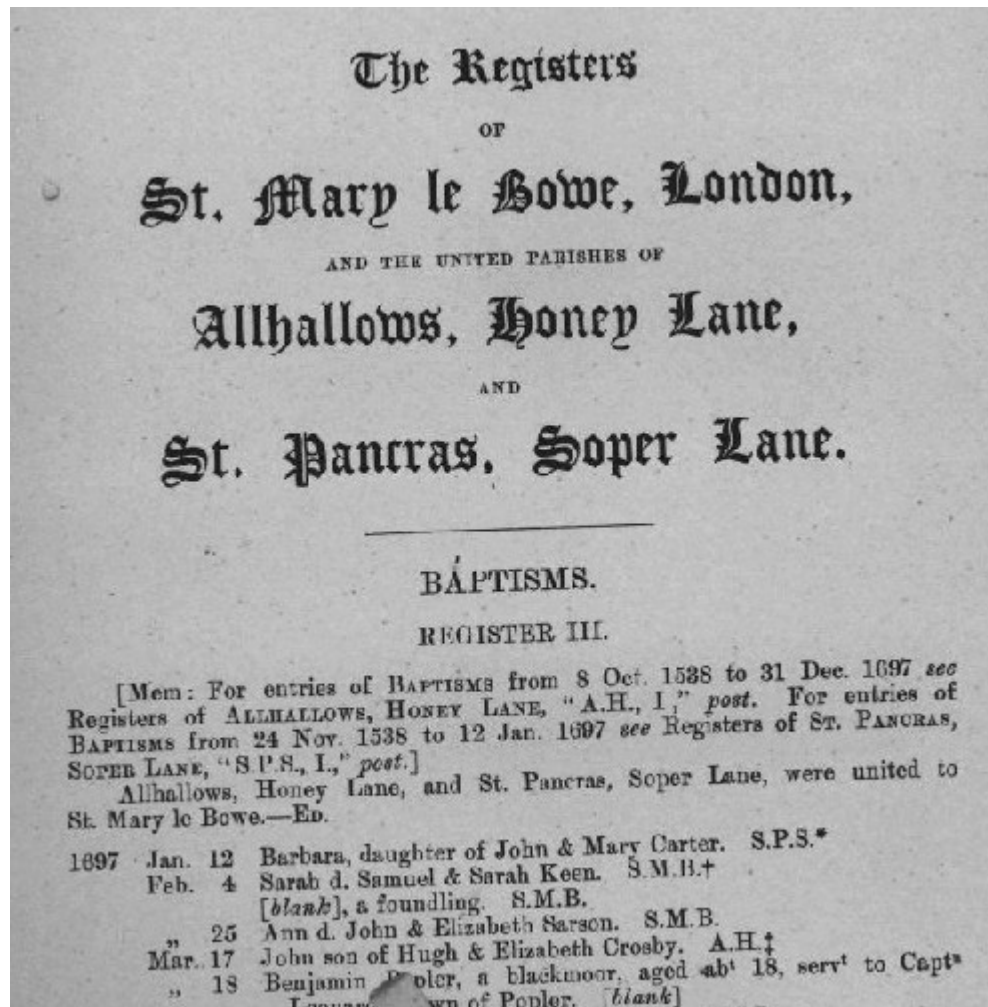 The Registers
OF
St. Mary le Bowe, London,
AND THE UNITED PARISHES OF
Allhallows, Honey Lane,
AND
St. Pancras, Soper Lane.
BAPTISMS.
REGISTER III.
[Mem: For entries of BAPTISMS from 8 Oct. 1538 to 31 Dec. 1697 see
Registers of ALLHALLOWS, HONEY LANE, "A.H., I," post. For entries of
BAPTISMS from 24 Nov. 1538 to 12 Jan. 1697 see Registers of ST. PANCRAS,
SOPER LANE, "S.P.S., I.," post.]
Allhallows, Honey Lane, and St. Pancras, Soper Lane, were united to
St. Mary le Bowe.—ED.
1697 Jan. 12 Barbara, daughter of John & Mary Carter. S.P.S.*
Feb. 4 Sarah d. Samuel & Sarah Keen. S.M.B.†
[blank], a foundling. S.M.B.
„ 25 Ann d. John & Elizabeth Sarson. S.M.B.
Mar. 17 John son of Hugh & Elizabeth Crosby. A.H.‡
„ 18 Benjamin a blackmoor, aged abt 18, servt to Captn
of Popler. [blank]